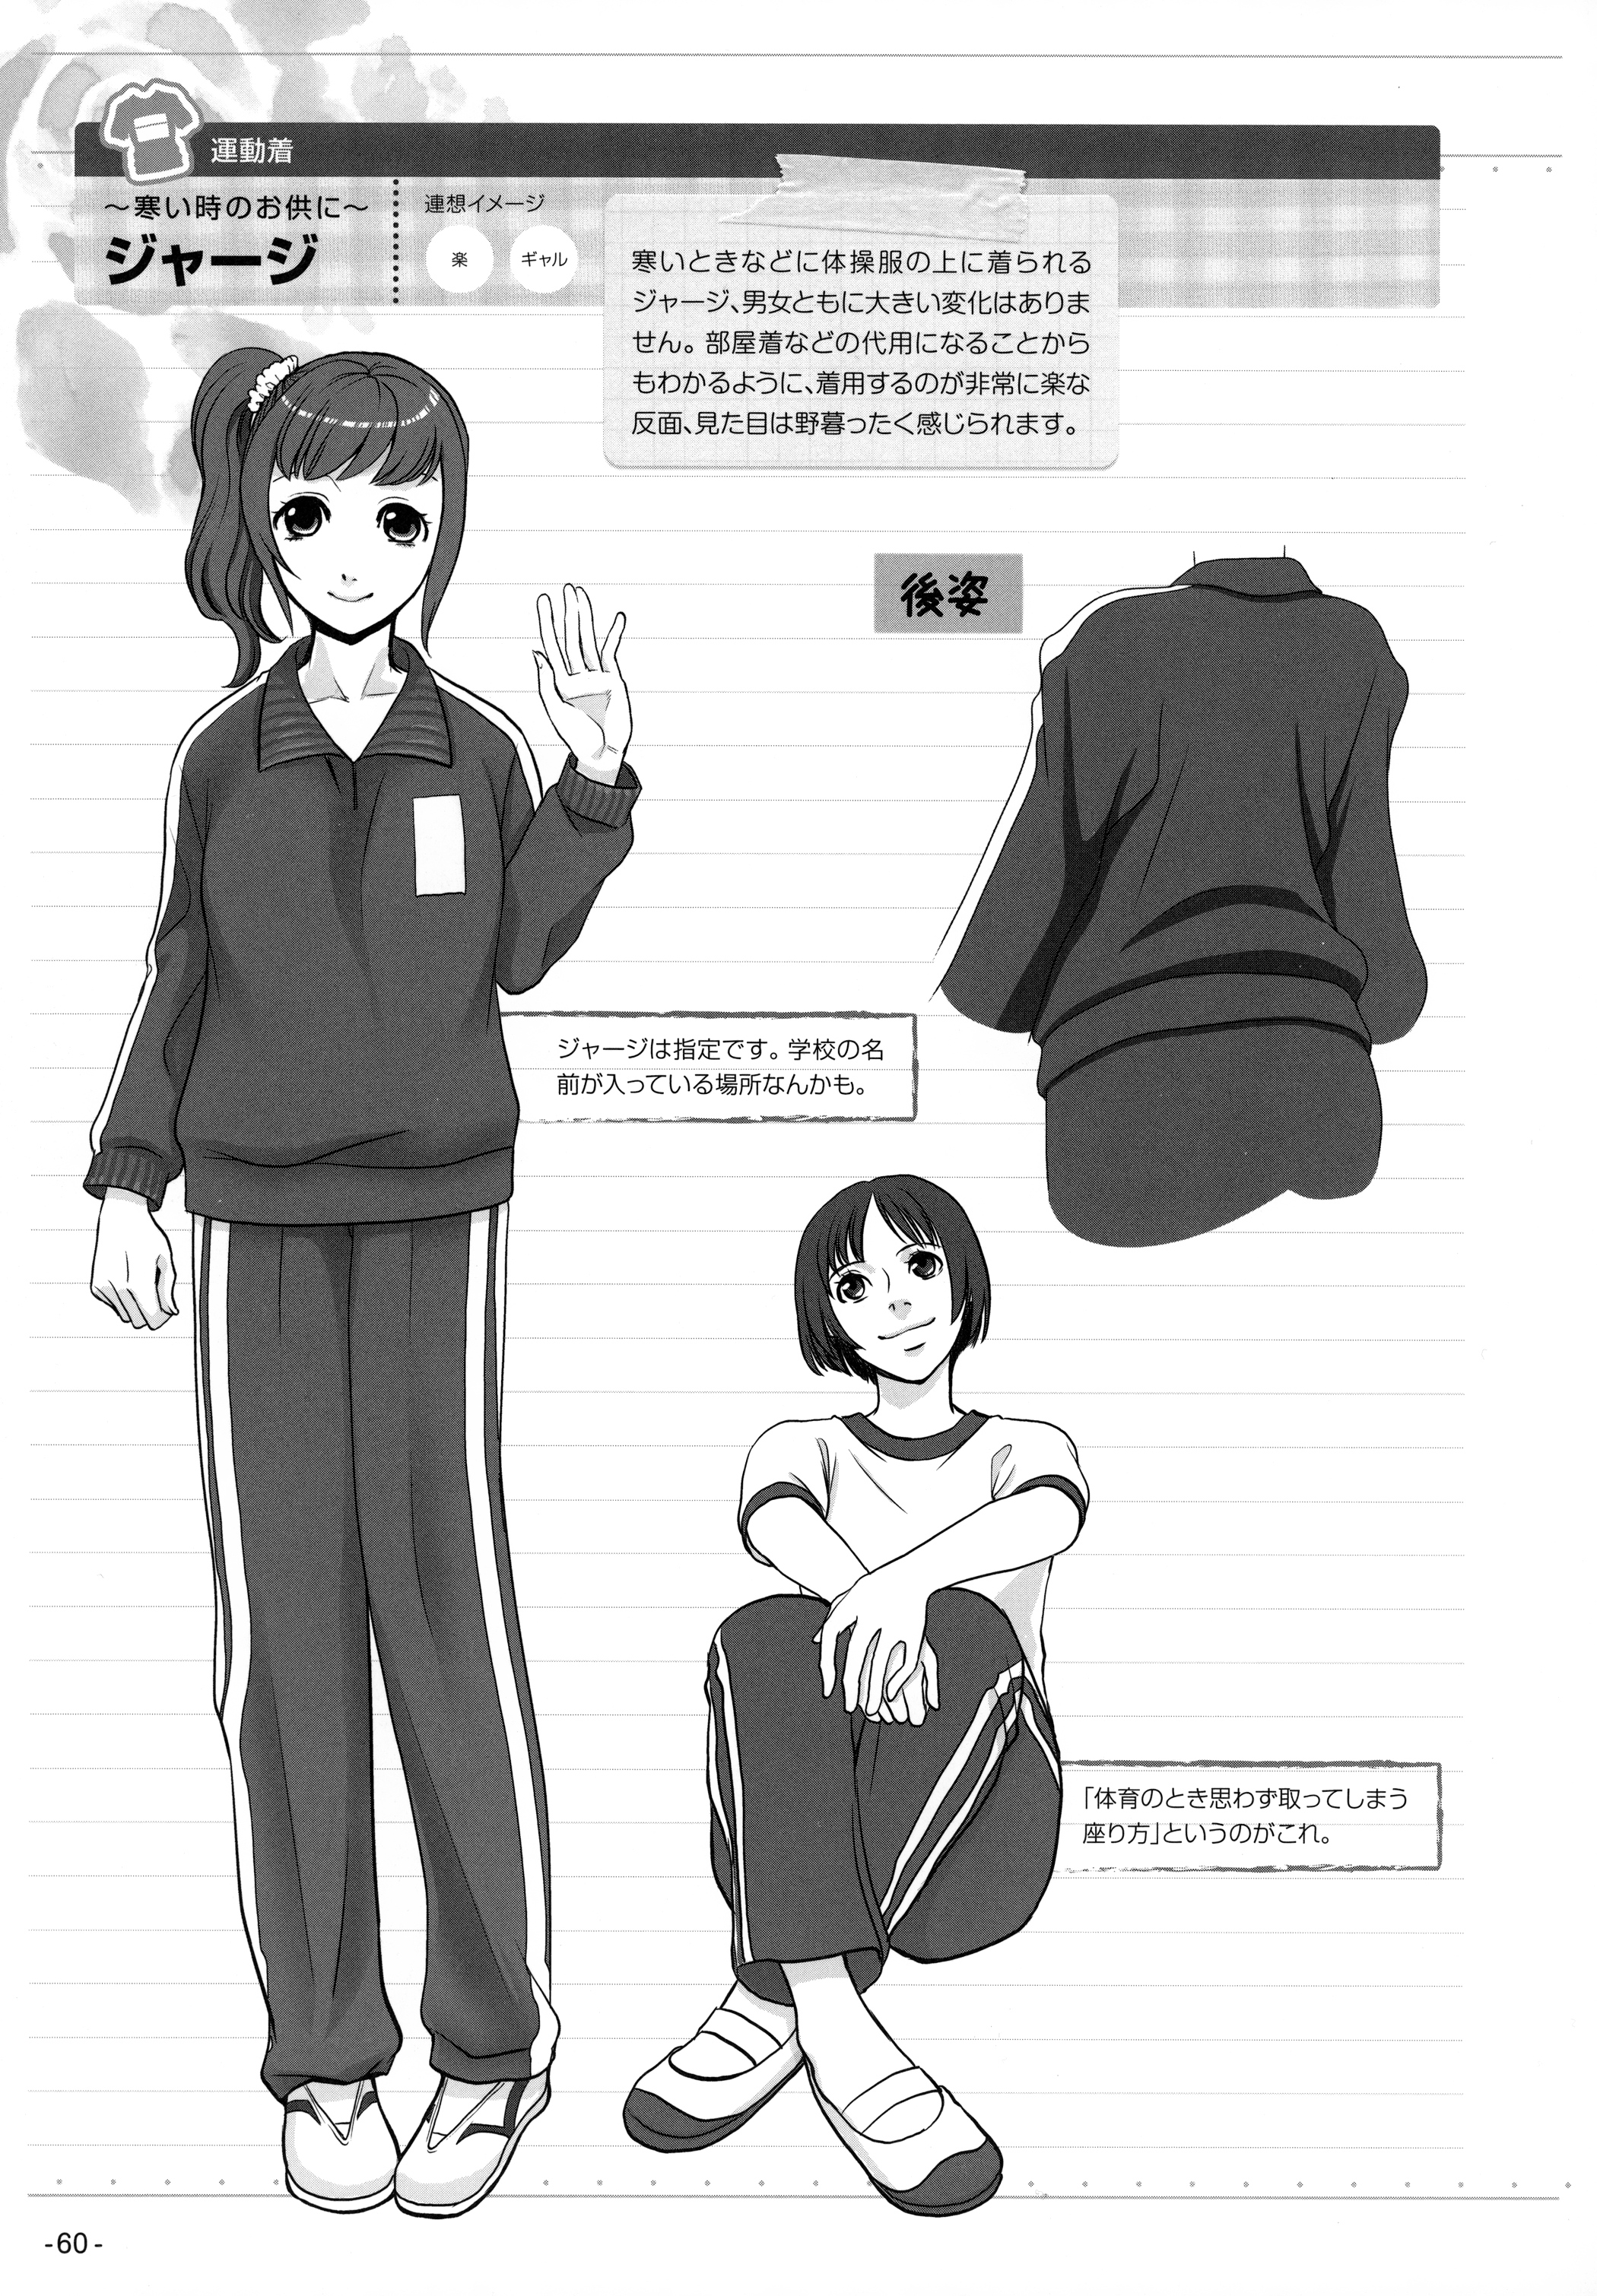 運動着
～寒い時のお供に～
ジャージ
連想イメージ
楽
ギャル
寒いときなどに体操服の上に着られる
ジャージ、男女ともに大きい変化はありま
せん。部屋着などの代用になることから
もわかるように、着用するのが非常に楽な
反面、見た目は野暮ったく感じられます。
後姿
ジャージは指定です。学校の名
前が入っている場所なんかも。
「体育のとき思わず取ってしまう
座り方」というのがこれ。
-60-